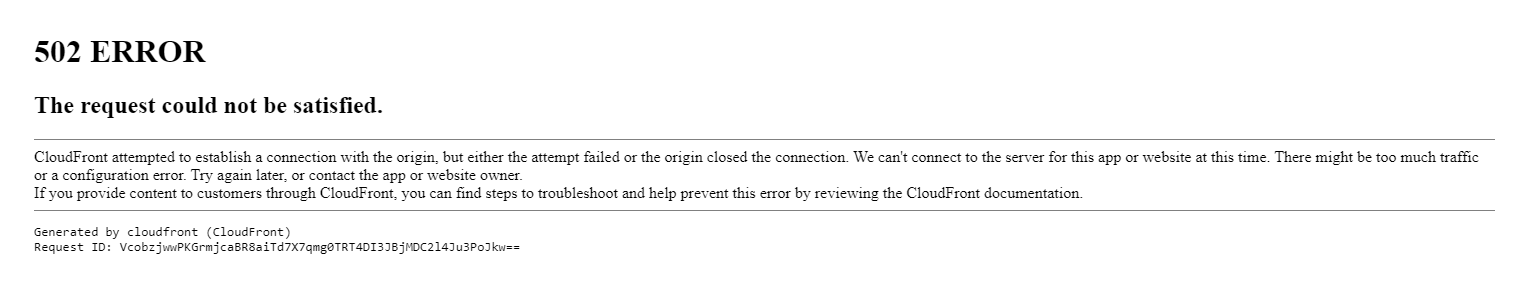 502 ERROR
The request could not be satisfied.
CloudFront attempted to establish a connection with the origin, but either the attempt failed or the origin closed the connection. We can't connect to the server for this app or website at this time. There might be too much traffic
or a configuration error. Try again later, or contact the app or website owner.
If you provide content to customers through CloudFront, you can find steps to troubleshoot and help prevent this error by reviewing the CloudFront documentation.
Generated by cloudfront (CloudFront)
Request ID: VcobzjwwPKGrmjcaBR8aiTd7X7qmg0TRT4DI3JBjMDC2l4Ju3PoJkw==